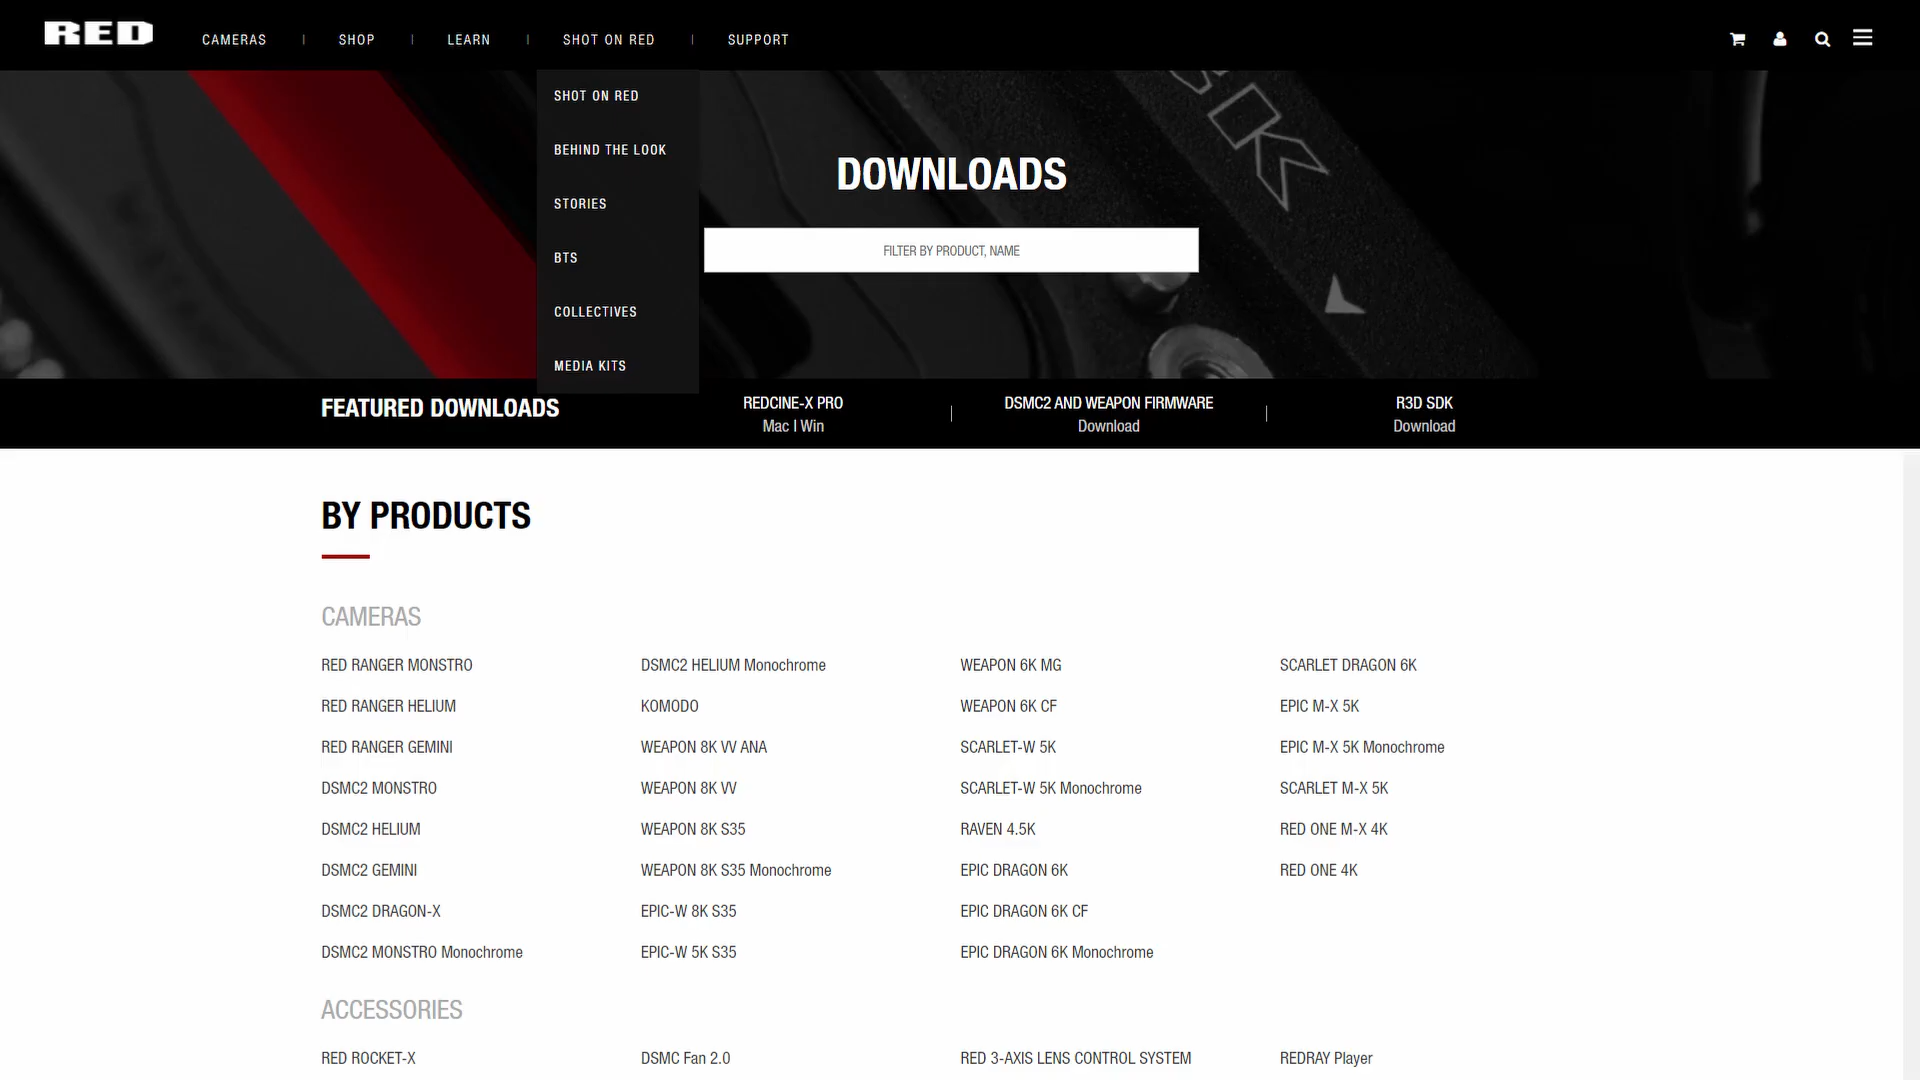 RED
CAMERAS | SHOP | LEARN | SHOT ON RED | SUPPORT
SHOT ON RED
BEHIND THE LOOK
STORIES
BTS
COLLECTIVES
MEDIA KITS
DOWNLOADS
FILTER BY PRODUCT, NAME
FEATURED DOWNLOADS
REDCINE-X PRO
Mac | Win
DSMC2 AND WEAPON FIRMWARE
Download
R3D SDK
Download
BY PRODUCTS
CAMERAS
RED RANGER MONSTRO
RED RANGER HELIUM
RED RANGER GEMINI
DSMC2 MONSTRO
DSMC2 HELIUM
DSMC2 GEMINI
DSMC2 DRAGON-X
DSMC2 MONSTRO Monochrome
DSMC2 HELIUM Monochrome
KOMODO
WEAPON 8K VV ANA
WEAPON 8K VV
WEAPON 8K S35
WEAPON 8K S35 Monochrome
EPIC-W 8K S35
EPIC-W 5K S35
WEAPON 6K MG
WEAPON 6K CF
SCARLET-W 5K
SCARLET-W 5K Monochrome
RAVEN 4.5K
EPIC DRAGON 6K
EPIC DRAGON 6K CF
EPIC DRAGON 6K Monochrome
SCARLET DRAGON 6K
EPIC M-X 5K
EPIC M-X 5K Monochrome
SCARLET M-X 5K
RED ONE M-X 4K
RED ONE 4K
ACCESSORIES
RED ROCKET-X
DSMC Fan 2.0
RED 3-AXIS LENS CONTROL SYSTEM
REDRAY Player